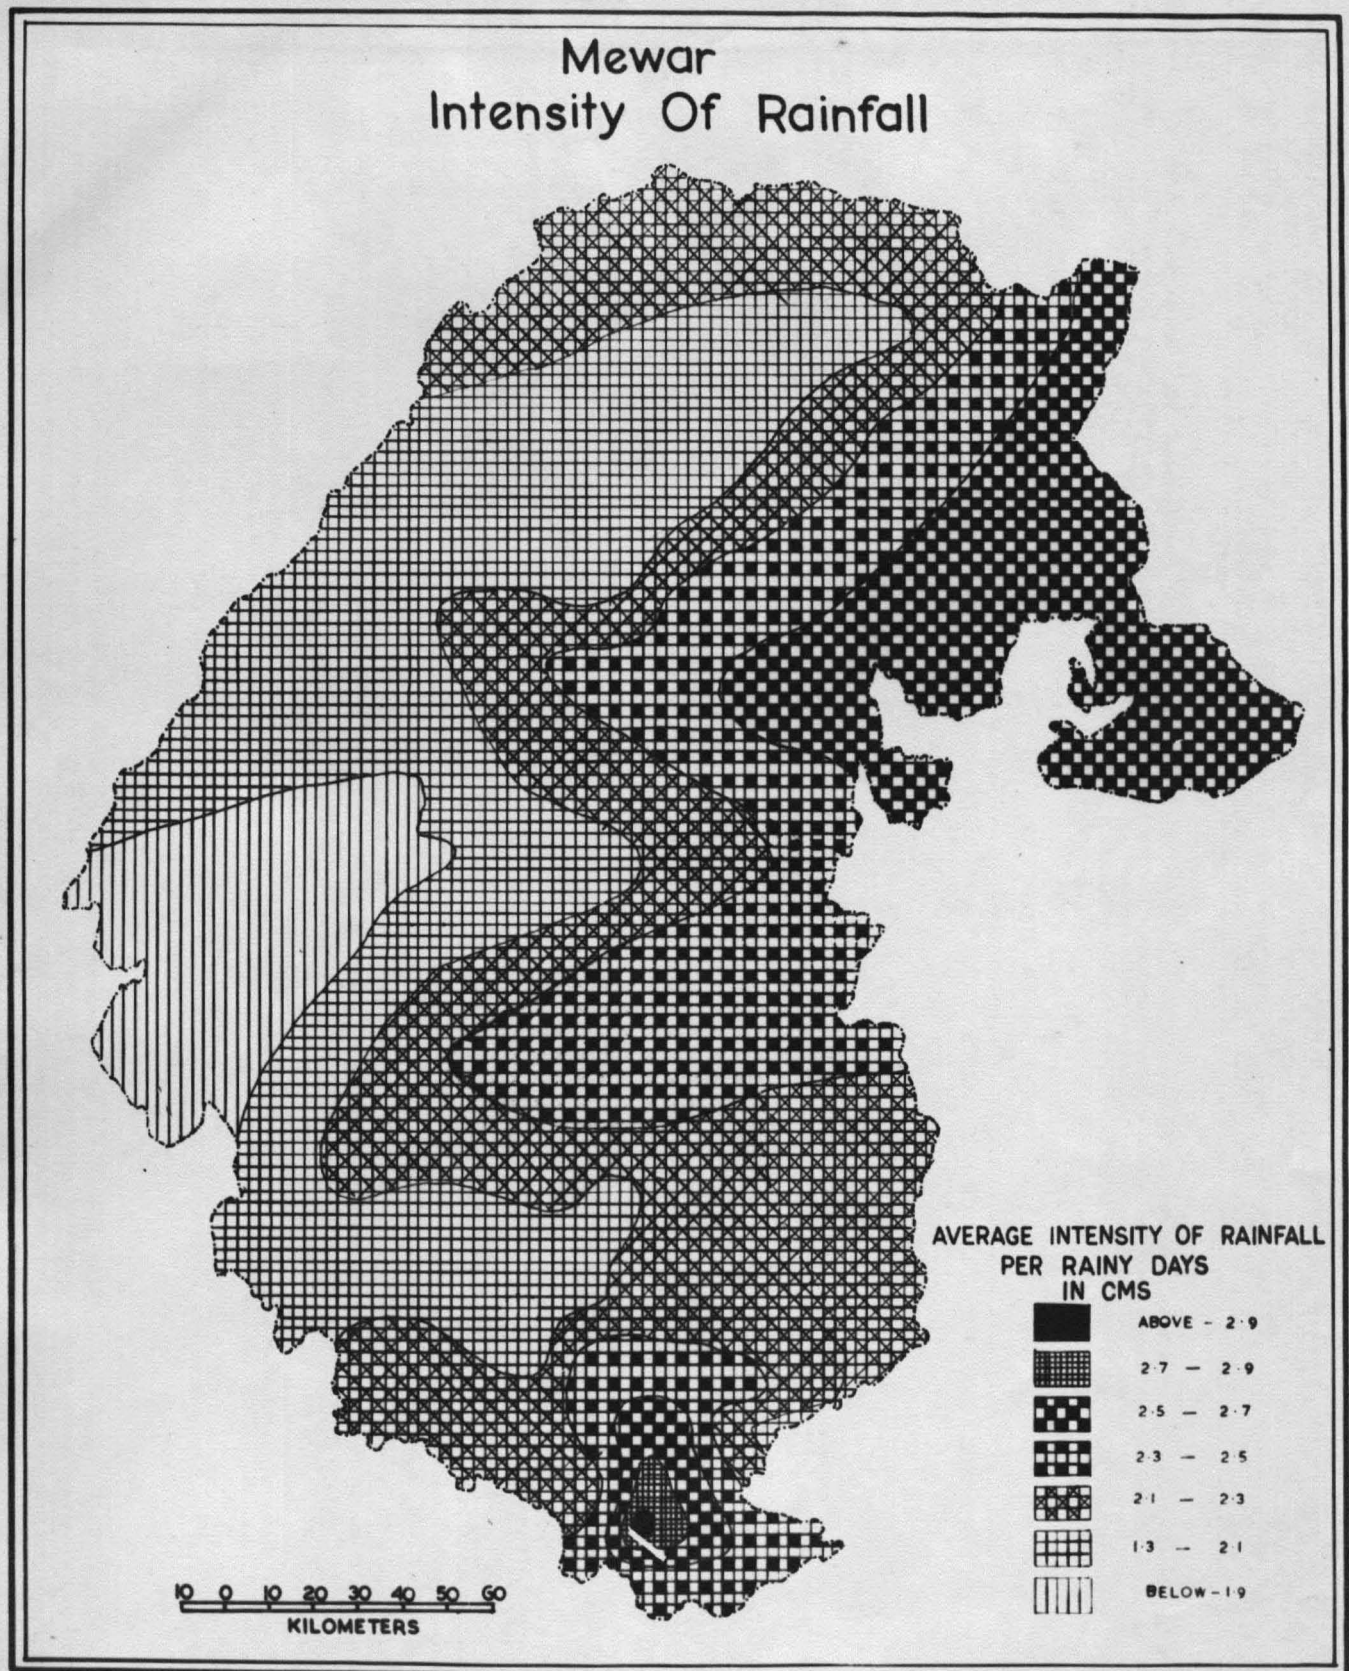 Mewar
Intensity Of Rainfall
AVERAGE INTENSITY OF RAINFALL
PER RAINY DAYS
IN CMS
ABOVE - 2.9
2.7 — 2.9
2.5 — 2.7
2.3 — 2.5
2.1 — 2.3
1.3 — 2.1
BELOW - 1.9
10 0 10 20 30 40 50 60
KILOMETERS